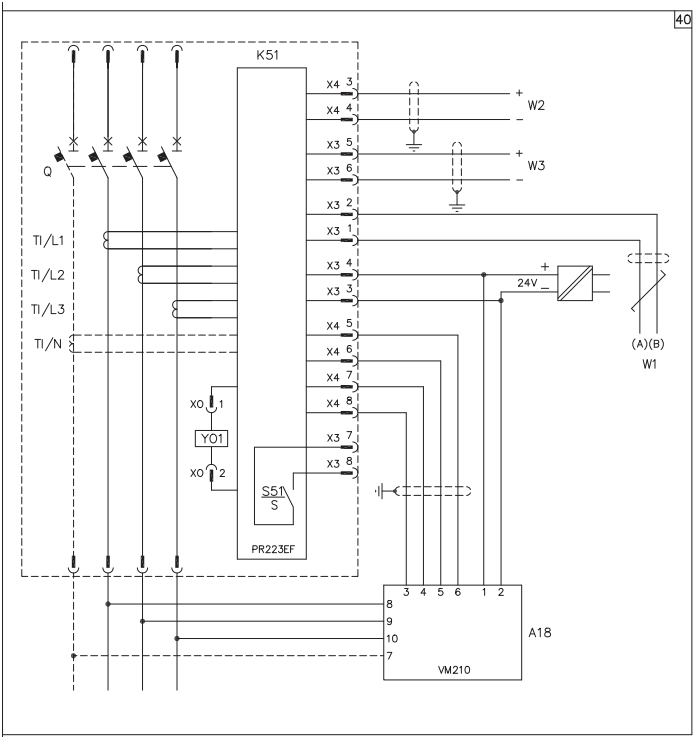 40
K51
X4 3
+
W2
X4 4
–
Q
X3 5
+
W3
X3 6
–
X3 2
TI/L1
X3 1
TI/L2
X3 4
+
24V
–
X3 3
TI/L3
X4 5
TI/N
(A)(B)
X4 6
W1
X4 7
X0 1
X4 8
Y01
X3 7
X0 2
X3 8
S51
S
PR223EF
3 4 5 6 1 2
8
9
A18
10
7
VM210